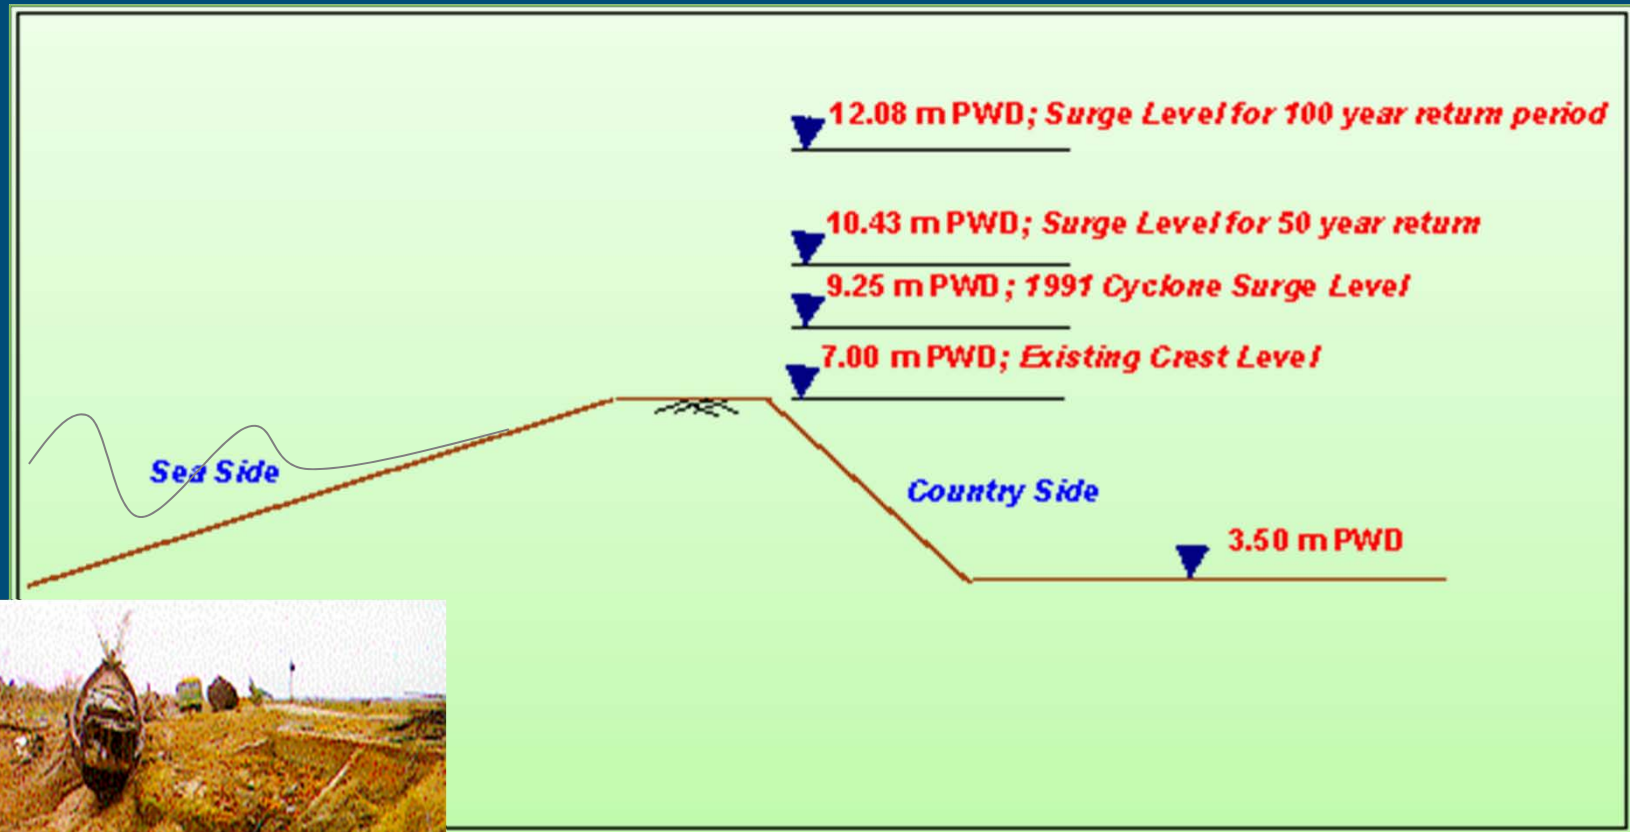 12.08 m PWD; Surge Level for 100 year return period
10.43 m PWD; Surge Level for 50 year return
9.25 m PWD; 1991 Cyclone Surge Level
7.00 m PWD; Existing Crest Level
Sea Side
Country Side
3.50 m PWD